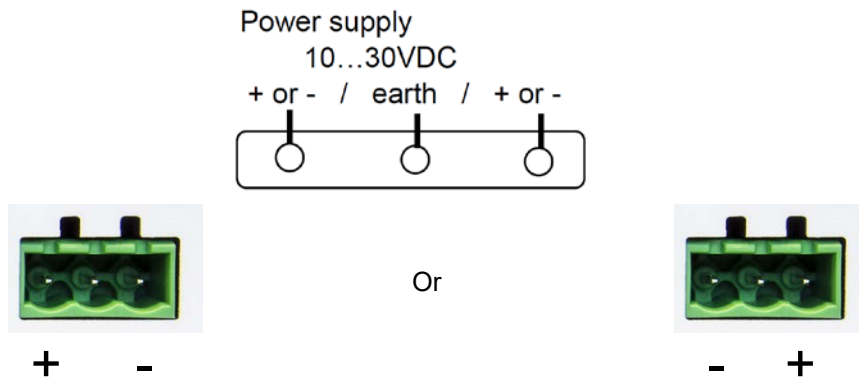 Power supply
10...30VDC
+ or - / earth / + or -
Or
+ -
- +